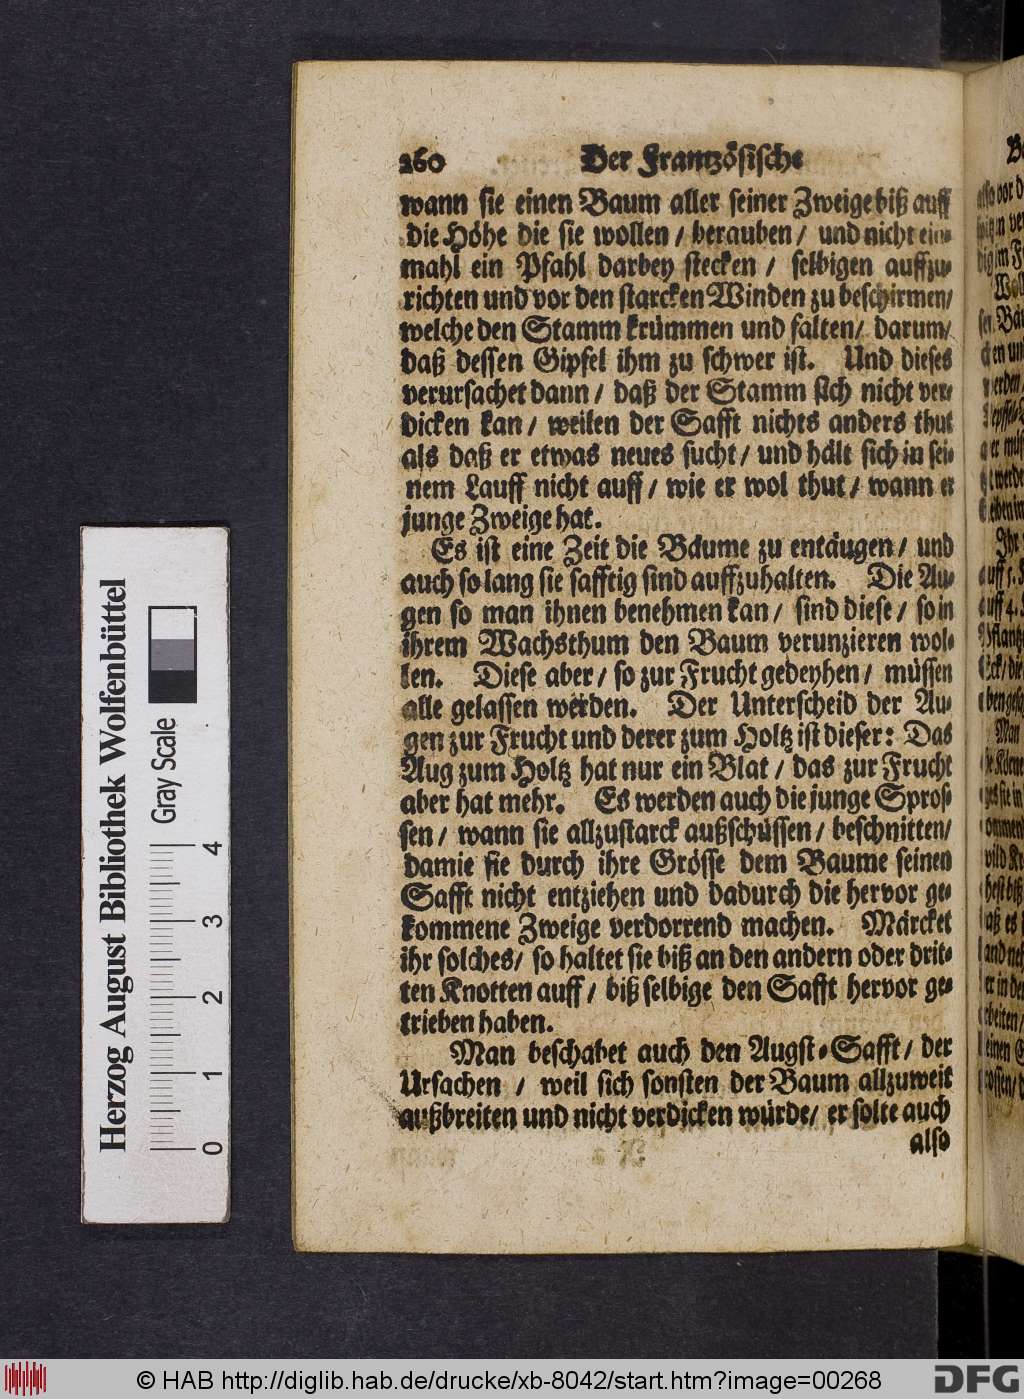 260 Der Frantzösische
wann sie einen Baum aller seiner Zweige biß auff
die Höhe die sie wollen / berauben / und nicht ein-
mahl ein Pfahl darbey stecken / selbigen auffzu-
richten und vor den starcken Winden zu beschirmen/
welche den Stamm krümmen und falten/ darum/
daß dessen Gipfel ihm zu schwer ist. Und dieses
verursachet dann / daß der Stamm sich nicht ver-
dicken kan / weilen der Safft nichts anders thut
als daß er etwas neues sucht / und hält sich in sei-
nem Lauff nicht auff / wie er wol thut / wann er
junge Zweige hat.
Es ist eine Zeit die Bäume zu entäugen / und
auch so lang sie safftig sind auffzuhalten. Die Au-
gen so man ihnen benehmen kan / sind diese / so in
ihrem Wachsthum den Baum verunzieren wol-
len. Diese aber / so zur Frucht gedeyhen / müssen
alle gelassen werden. Der Unterscheid der Au-
gen zur Frucht und derer zum Holtz ist dieser: Das
Aug zum Holtz hat nur ein Blat / das zur Frucht
aber hat mehr. Es werden auch die junge Spros-
sen / wann sie allzustarck außschüssen / beschnitten/
damie sie durch ihre Grösse dem Baume seinen
Safft nicht entziehen und dadurch die hervor ge-
kommene Zweige verdorrend machen. Märcket
ihr solches/ so haltet sie biß an den andern oder drit-
ten Knotten auff / biß selbige den Safft hervor ge-
trieben haben.
Man beschabet auch den Augst-Safft / der
Ursachen / weil sich sonsten der Baum allzuweit
außbreiten und nicht verdicken würde/ er solte auch
also
Herzog August Bibliothek Wolfenbüttel
Gray Scale
0 1 2 3 4
© HAB http://diglib.hab.de/drucke/xb-8042/start.htm?image=00268
DFG